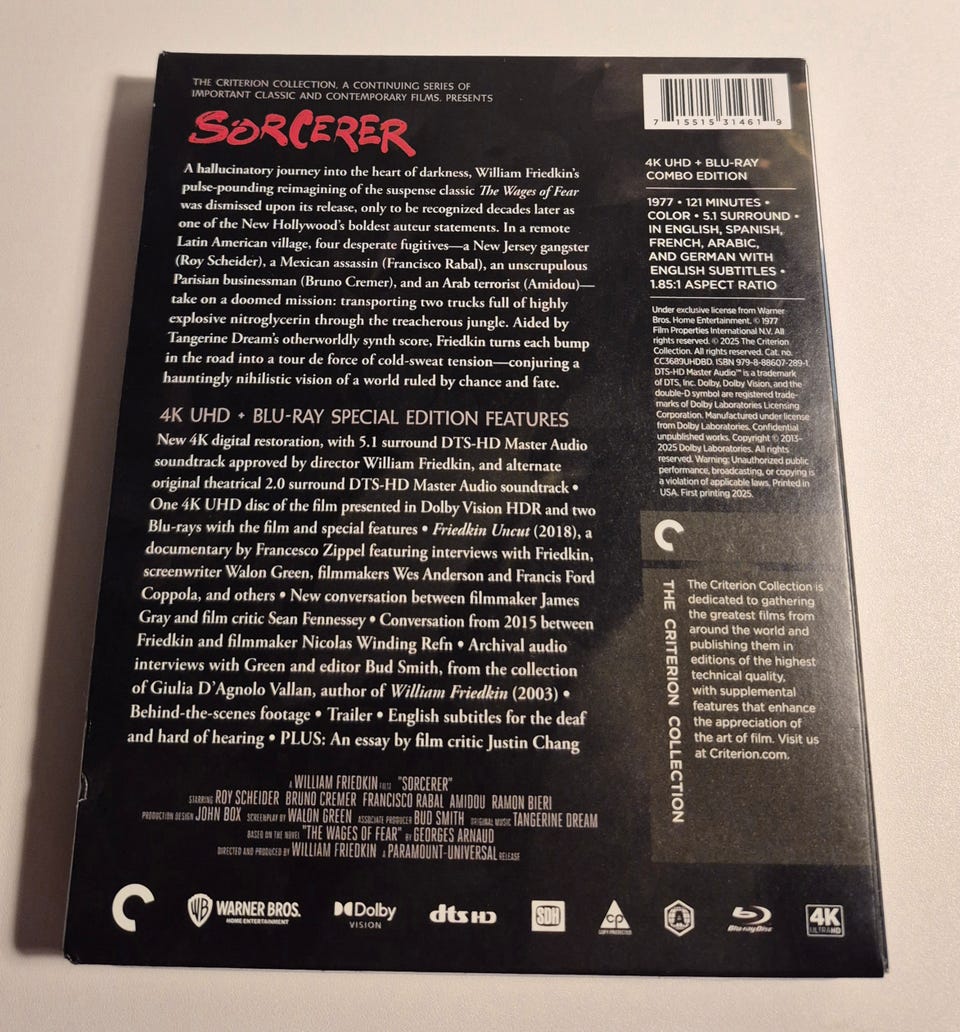 THE CRITERION COLLECTION, A CONTINUING SERIES OF
IMPORTANT CLASSIC AND CONTEMPORARY FILMS, PRESENTS
SORCERER
A hallucinatory journey into the heart of darkness, William Friedkin's
pulse-pounding reimagining of the suspense classic The Wages of Fear
was dismissed upon its release, only to be recognized decades later as
one of the New Hollywood's boldest auteur statements. In a remote
Latin American village, four desperate fugitives—a New Jersey gangster
(Roy Scheider), a Mexican assassin (Francisco Rabal), an unscrupulous
Parisian businessman (Bruno Cremer), and an Arab terrorist (Amidou)—
take on a doomed mission: transporting two trucks full of highly
explosive nitroglycerin through the treacherous jungle. Aided by
Tangerine Dream's otherworldly synth score, Friedkin turns each bump
in the road into a tour de force of cold-sweat tension—conjuring a
hauntingly nihilistic vision of a world ruled by chance and fate.
4K UHD + BLU-RAY SPECIAL EDITION FEATURES
New 4K digital restoration, with 5.1 surround DTS-HD Master Audio
soundtrack approved by director William Friedkin, and alternate
original theatrical 2.0 surround DTS-HD Master Audio soundtrack •
One 4K UHD disc of the film presented in Dolby Vision HDR and two
Blu-rays with the film and special features • Friedkin Uncut (2018), a
documentary by Francesco Zippel featuring interviews with Friedkin,
screenwriter Walon Green, filmmakers Wes Anderson and Francis Ford
Coppola, and others • New conversation between filmmaker James
Gray and film critic Sean Fennessey • Conversation from 2015 between
Friedkin and filmmaker Nicolas Winding Refn • Archival audio
interviews with Green and editor Bud Smith, from the collection
of Giulia D'Agnolo Vallan, author of William Friedkin (2003) •
Behind-the-scenes footage • Trailer • English subtitles for the deaf
and hard of hearing • PLUS: An essay by film critic Justin Chang
A WILLIAM FRIEDKIN FILM "SORCERER"
STARRING ROY SCHEIDER BRUNO CREMER FRANCISCO RABAL AMIDOU RAMON BIERI
PRODUCTION DESIGN JOHN BOX SCREENPLAY BY WALON GREEN ASSOCIATE PRODUCER BUD SMITH ORIGINAL MUSIC TANGERINE DREAM
BASED ON THE NOVEL "THE WAGES OF FEAR" BY GEORGES ARNAUD
DIRECTED AND PRODUCED BY WILLIAM FRIEDKIN A PARAMOUNT-UNIVERSAL RELEASE
7 15515 31461 9
4K UHD + BLU-RAY
COMBO EDITION
1977 • 121 MINUTES •
COLOR • 5.1 SURROUND •
IN ENGLISH, SPANISH,
FRENCH, ARABIC,
AND GERMAN WITH
ENGLISH SUBTITLES •
1.85:1 ASPECT RATIO
Under exclusive license from Warner
Bros. Home Entertainment. © 1977
Film Properties International N.V. All
rights reserved. © 2025 The Criterion
Collection. All rights reserved. Cat. no.
CC3689UHDBD. ISBN 979-8-88607-289-1.
DTS-HD Master Audio™ is a trademark
of DTS, Inc. Dolby, Dolby Vision, and the
double-D symbol are registered trade-
marks of Dolby Laboratories Licensing
Corporation. Manufactured under license
from Dolby Laboratories. Confidential
unpublished works. Copyright © 2013–
2025 Dolby Laboratories. All rights
reserved. Warning: Unauthorized public
performance, broadcasting, or copying is
a violation of applicable laws. Printed in
USA. First printing 2025.
THE CRITERION COLLECTION
The Criterion Collection is
dedicated to gathering
the greatest films from
around the world and
publishing them in
editions of the highest
technical quality,
with supplemental
features that enhance
the appreciation of
the art of film. Visit us
at Criterion.com.
WB WARNER BROS.
HOME ENTERTAINMENT
Dolby
VISION
dts HD
SDH
cp
COPY PROTECTED
A
Blu-ray Disc
4K
ULTRA HD